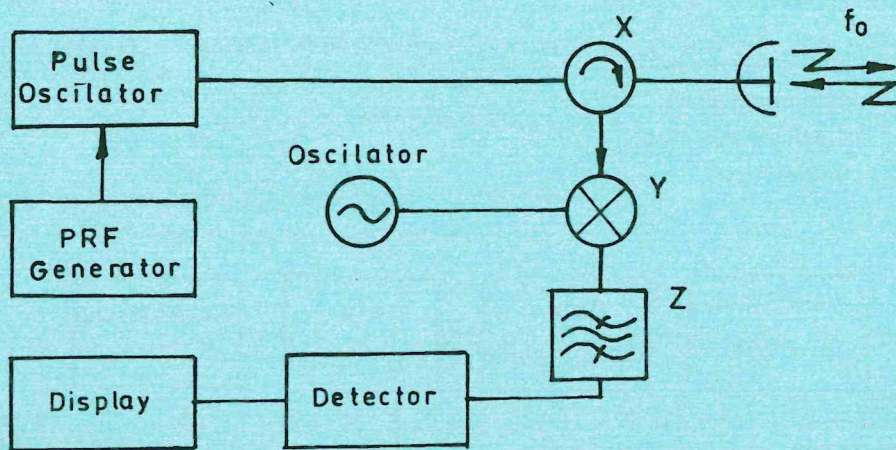 X
f₀
Pulse
Oscilator
Oscilator
Y
PRF
Generator
Z
Display
Detector